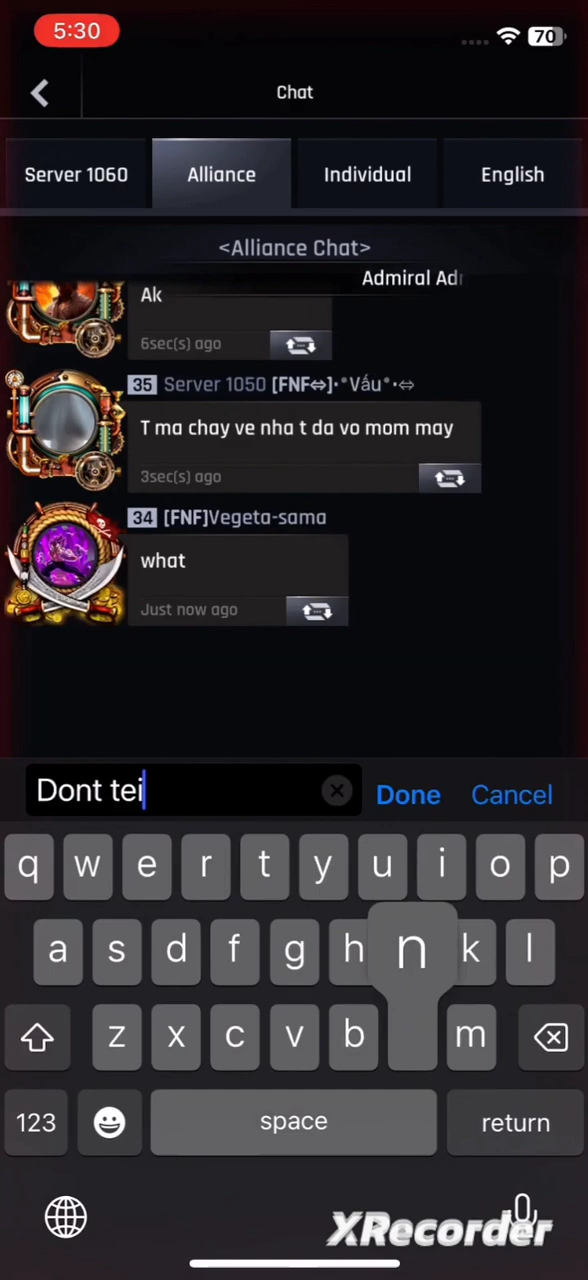 5:30
70
Chat
Server 1060
Alliance
Individual
English
<Alliance Chat>
Admiral Adr
Ak
6sec(s) ago
35 Server 1050 [FNF⇔]•°Vấu°•⇔
T ma chay ve nha t da vo mom may
3sec(s) ago
34 [FNF]Vegeta-sama
what
Just now ago
Dont tei
Done
Cancel
q w e r t y u i o p
a s d f g h n k l
z x c v b m
123
space
return
XRecorder